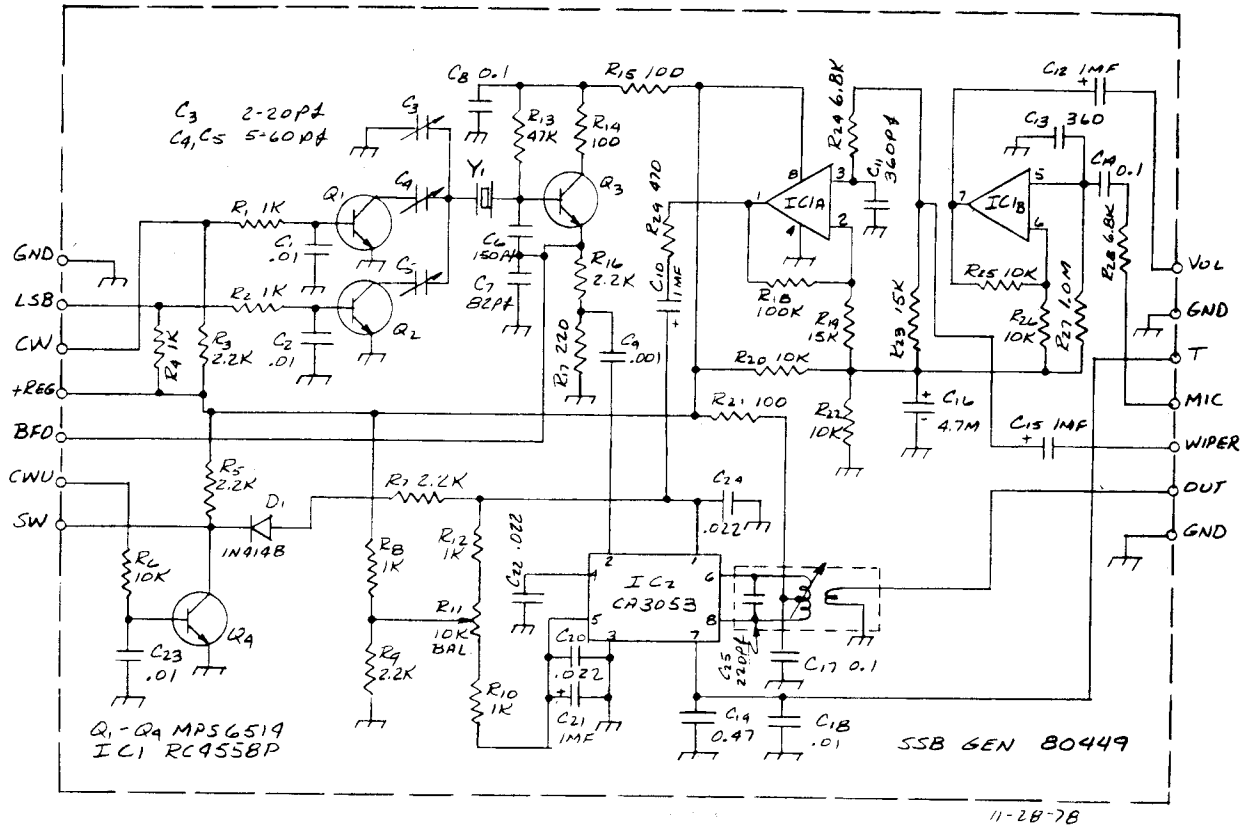 C3 2-20pf
C4, C5 5-60pf
C8 0.1
R15 100
C3
C4
C5
Y1
R13 47K
R14 100
Q3
R24 6.8K
C11 360pf
C12 1MF
C13 360
C14 0.1
R28 6.8K
R29 470
C10 1MF
+
1
8
3
2
IC1A
7
5
6
IC1B
Q1
R1 1K
C1 .01
R2 1K
C2 .01
Q2
R4 1K
R3 2.2K
C6 150pf
C7 82pf
R16 2.2K
R17 220
C9 .001
R18 100K
R19 15K
R23 15K
R25 10K
R26 10K
R27 1.0M
R20 10K
R21 100
R22 10K
+
-
C16 4.7M
C15 1MF
+
GND
LSB
CW
+REG
BFO
CWU
SW
VOL
GND
T
MIC
WIPER
OUT
GND
R5 2.2K
D1
1N4148
R7 2.2K
R6 10K
Q4
C23 .01
R8 1K
R9 2.2K
R12 1K
R11 10K BAL.
R10 1K
C22 .022
C24 .022
2
1
4
5
3
6
8
7
IC2
CA3053
C20 .022
+
C21 1MF
C25 220pf
C17 0.1
C19 0.47
C18 .01
Q1-Q4 MPS6514
IC1 RC4558P
SSB GEN 80449
11-28-78